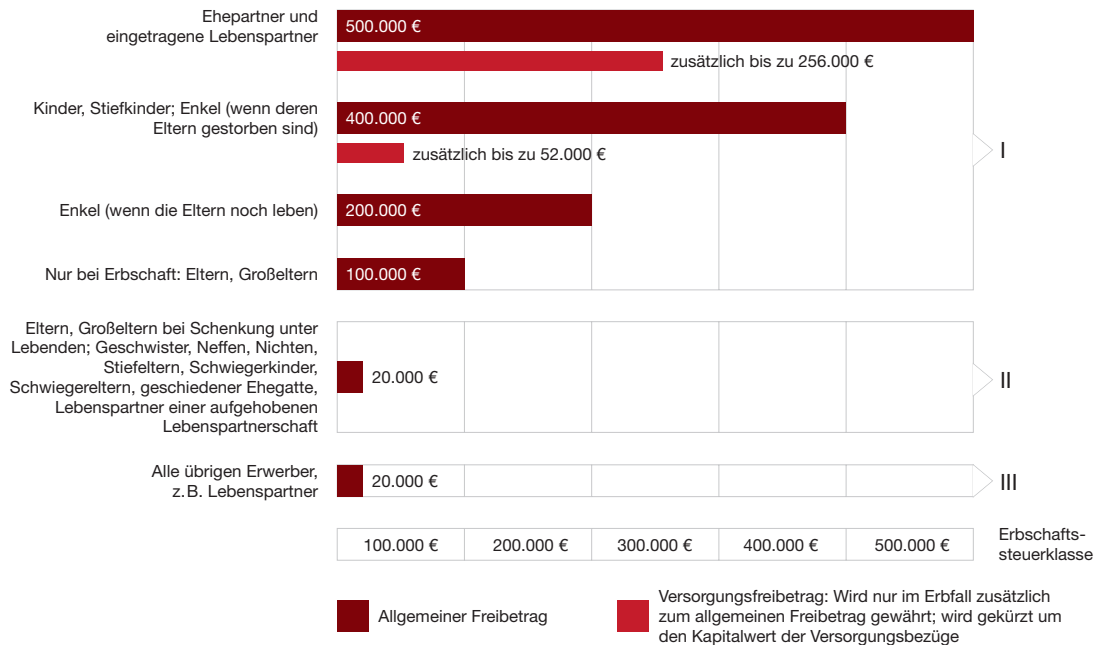 Ehepartner und
eingetragene Lebenspartner
500.000 €
zusätzlich bis zu 256.000 €
Kinder, Stiefkinder; Enkel (wenn deren
Eltern gestorben sind)
400.000 €
zusätzlich bis zu 52.000 €
I
Enkel (wenn die Eltern noch leben)
200.000 €
Nur bei Erbschaft: Eltern, Großeltern
100.000 €
Eltern, Großeltern bei Schenkung unter
Lebenden; Geschwister, Neffen, Nichten,
Stiefeltern, Schwiegerkinder,
Schwiegereltern, geschiedener Ehegatte,
Lebenspartner einer aufgehobenen
Lebenspartnerschaft
20.000 €
II
Alle übrigen Erwerber,
z.B. Lebenspartner
20.000 €
III
100.000 €
200.000 €
300.000 €
400.000 €
500.000 €
Erbschafts-
steuerklasse
Allgemeiner Freibetrag
Versorgungsfreibetrag: Wird nur im Erbfall zusätzlich
zum allgemeinen Freibetrag gewährt; wird gekürzt um
den Kapitalwert der Versorgungsbezüge